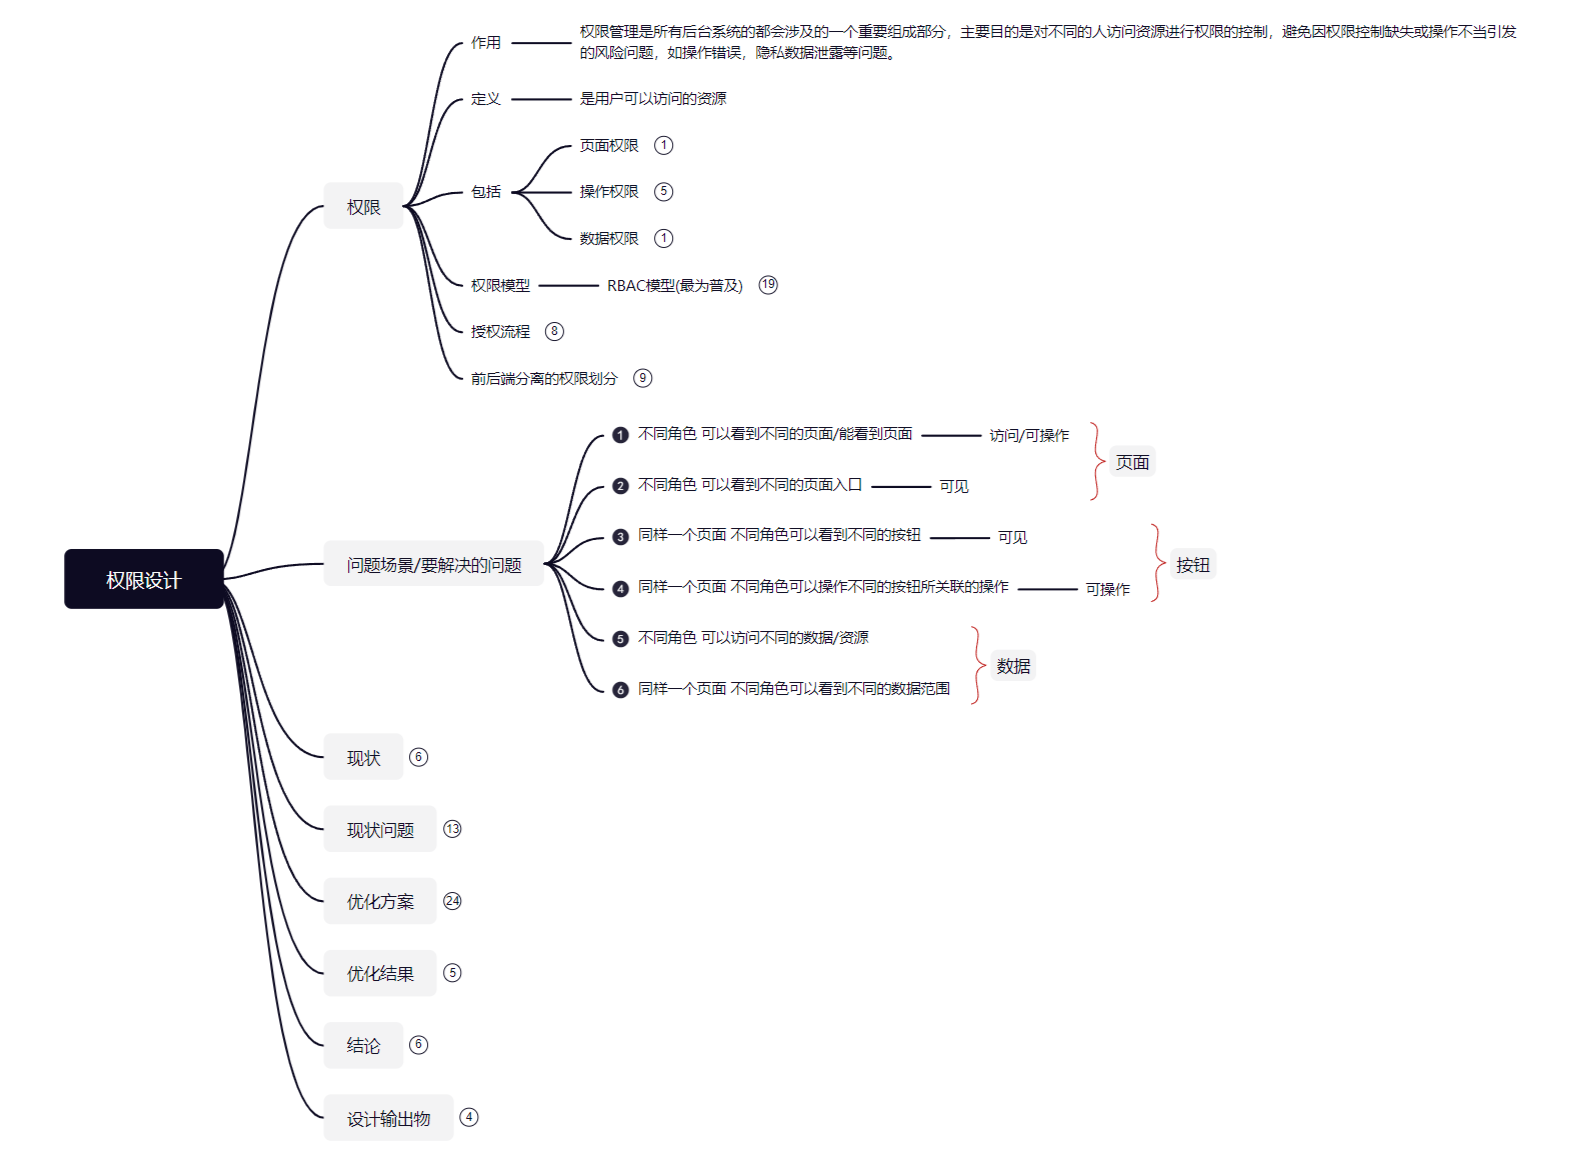 权限设计
权限
作用
权限管理是所有后台系统的都会涉及的一个重要组成部分，主要目的是对不同的人访问资源进行权限的控制，避免因权限控制缺失或操作不当引发
的风险问题，如操作错误，隐私数据泄露等问题。
定义
是用户可以访问的资源
包括
页面权限 1
操作权限 5
数据权限 1
权限模型
RBAC模型(最为普及) 19
授权流程 8
前后端分离的权限划分 9
问题场景/要解决的问题
1 不同角色 可以看到不同的页面/能看到页面
访问/可操作
2 不同角色 可以看到不同的页面入口
可见
页面
3 同样一个页面 不同角色可以看到不同的按钮
可见
4 同样一个页面 不同角色可以操作不同的按钮所关联的操作
可操作
按钮
5 不同角色 可以访问不同的数据/资源
6 同样一个页面 不同角色可以看到不同的数据范围
数据
现状 6
现状问题 13
优化方案 24
优化结果 5
结论 6
设计输出物 4